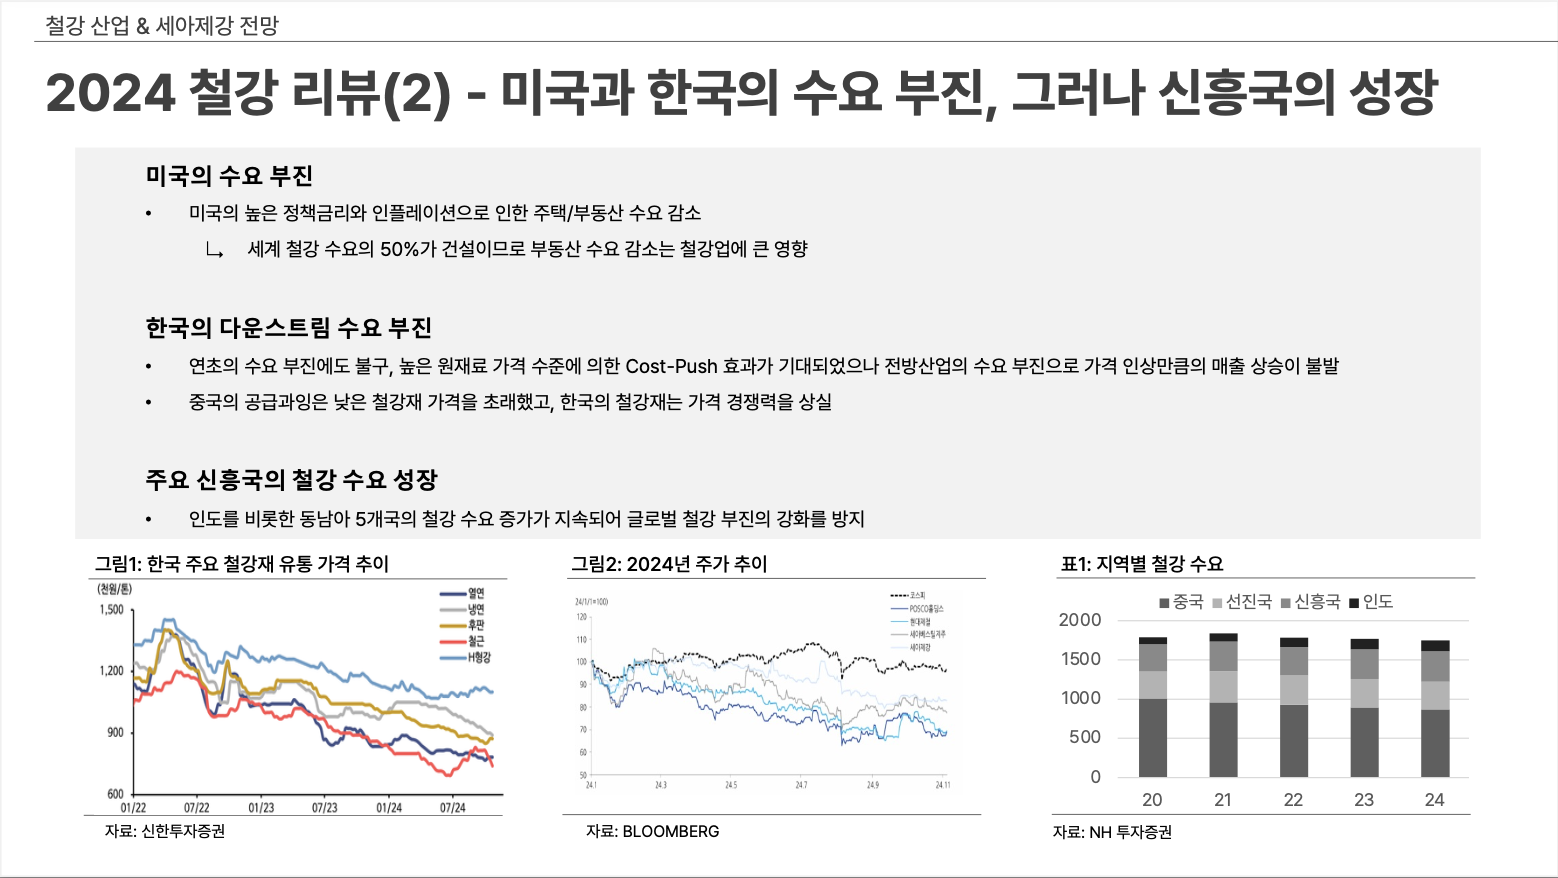 철강 산업 & 세아제강 전망
2024 철강 리뷰(2) - 미국과 한국의 수요 부진, 그러나 신흥국의 성장
미국의 수요 부진
• 미국의 높은 정책금리와 인플레이션으로 인한 주택/부동산 수요 감소
세계 철강 수요의 50%가 건설이므로 부동산 수요 감소는 철강업에 큰 영향
한국의 다운스트림 수요 부진
• 연초의 수요 부진에도 불구, 높은 원재료 가격 수준에 의한 Cost-Push 효과가 기대되었으나 전방산업의 수요 부진으로 가격 인상만큼의 매출 상승이 불발
• 중국의 공급과잉은 낮은 철강재 가격을 초래했고, 한국의 철강재는 가격 경쟁력을 상실
주요 신흥국의 철강 수요 성장
• 인도를 비롯한 동남아 5개국의 철강 수요 증가가 지속되어 글로벌 철강 부진의 강화를 방지
그림1: 한국 주요 철강재 유통 가격 추이
(천원/톤)
열연
냉연
후판
철근
H형강
1,500
1,200
900
600
01/22 07/22 01/23 07/23 01/24 07/24
자료: 신한투자증권
그림2: 2024년 주가 추이
24/1/1=100)
코스피
POSCO홀딩스
현대제철
세아베스틸지주
세아제강
120
110
100
90
80
70
60
50
24.1 24.3 24.5 24.7 24.9 24.11
자료: BLOOMBERG
표1: 지역별 철강 수요
중국 선진국 신흥국 인도
2000
1500
1000
500
0
20 21 22 23 24
자료: NH 투자증권